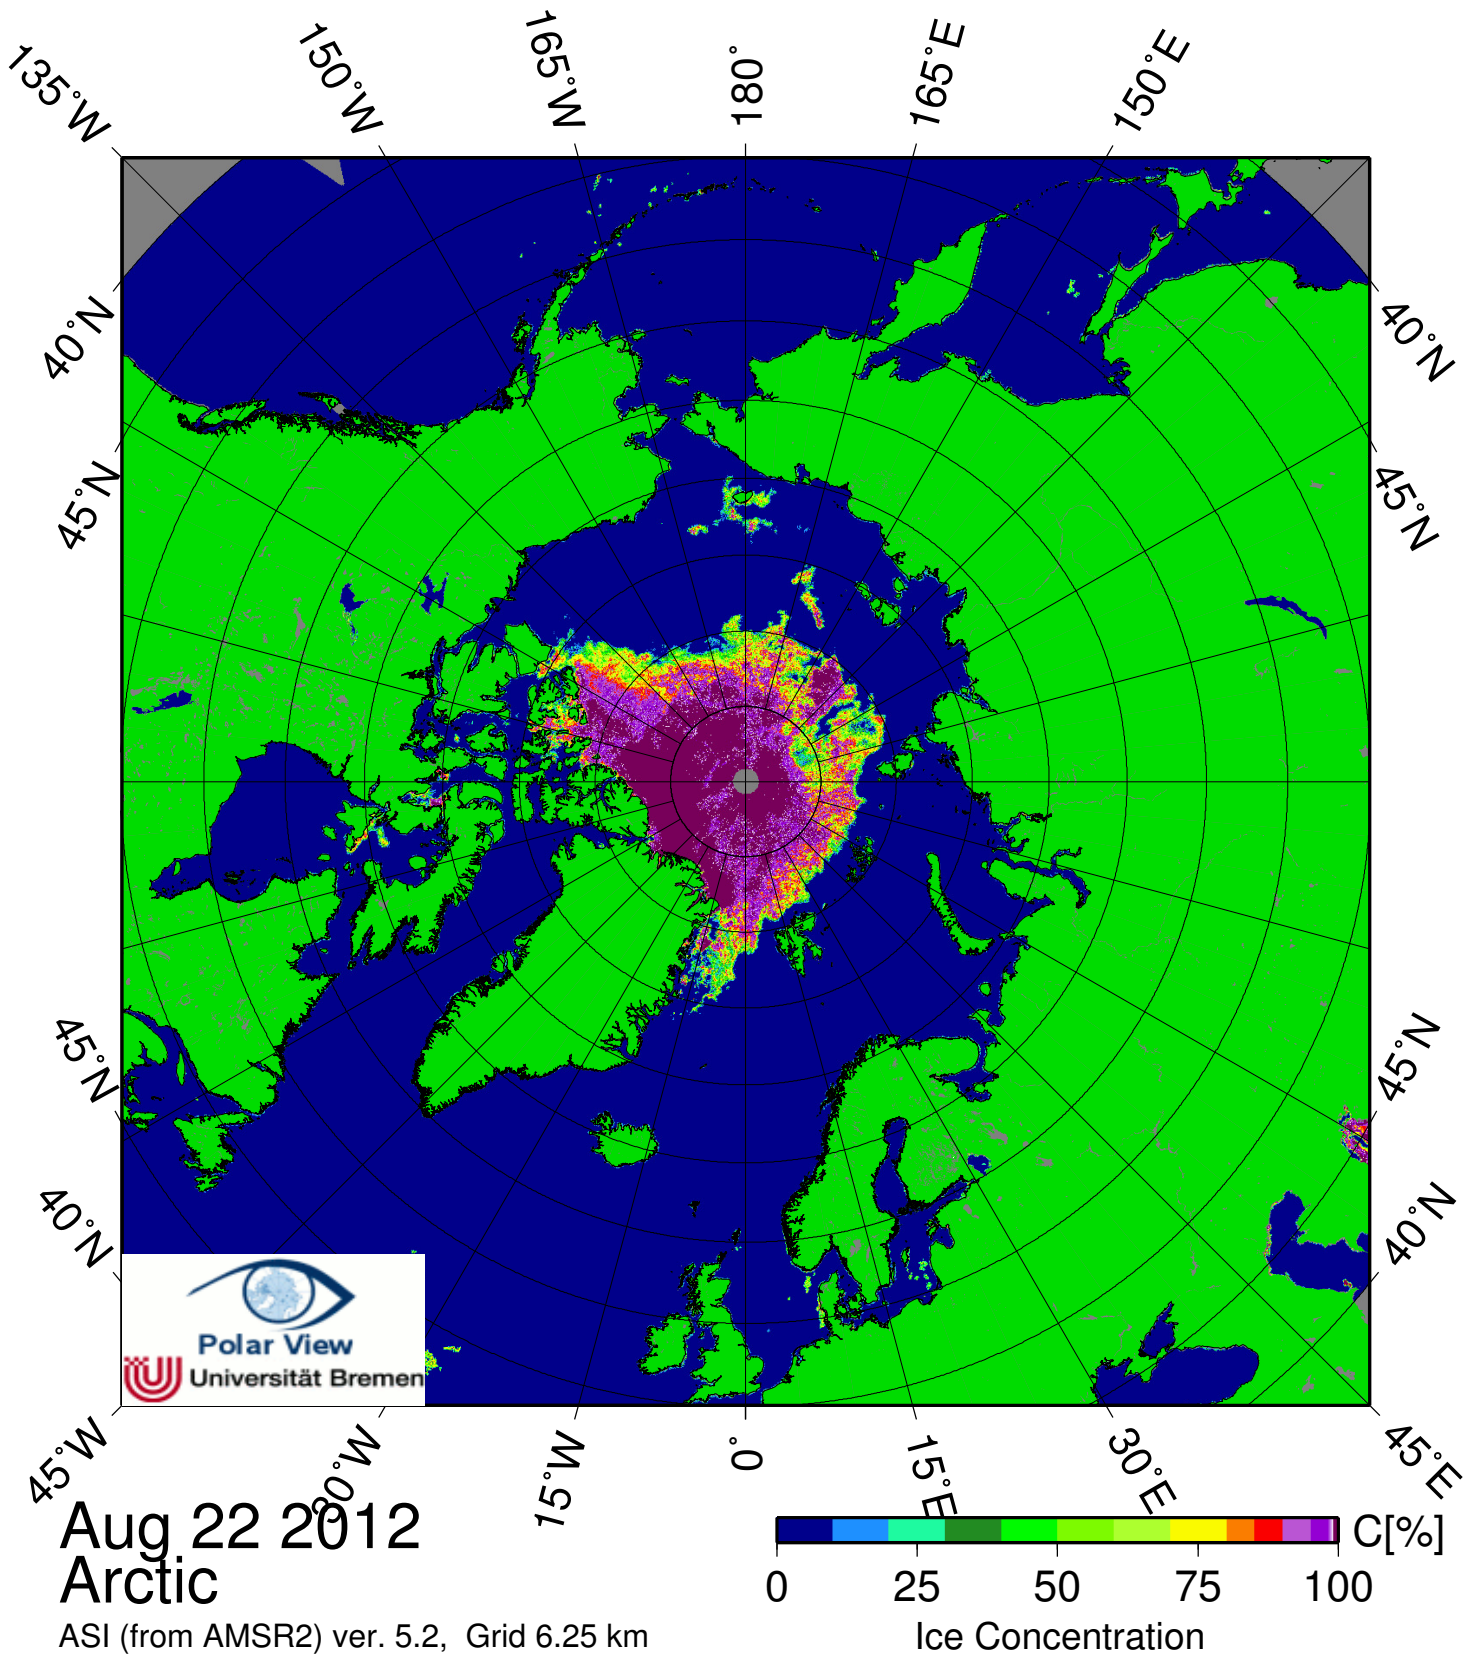 135°W
150°W
165°W
180°
165°E
150°E
40°N
40°N
45°N
45°N
45°N
45°N
40°N
40°N
Polar View
Universität Bremen
45°W
30°W
15°W
0°
15°E
30°E
45°E
Aug 22 2012
Arctic
ASI (from AMSR2) ver. 5.2, Grid 6.25 km
C[%]
0 25 50 75 100
Ice Concentration